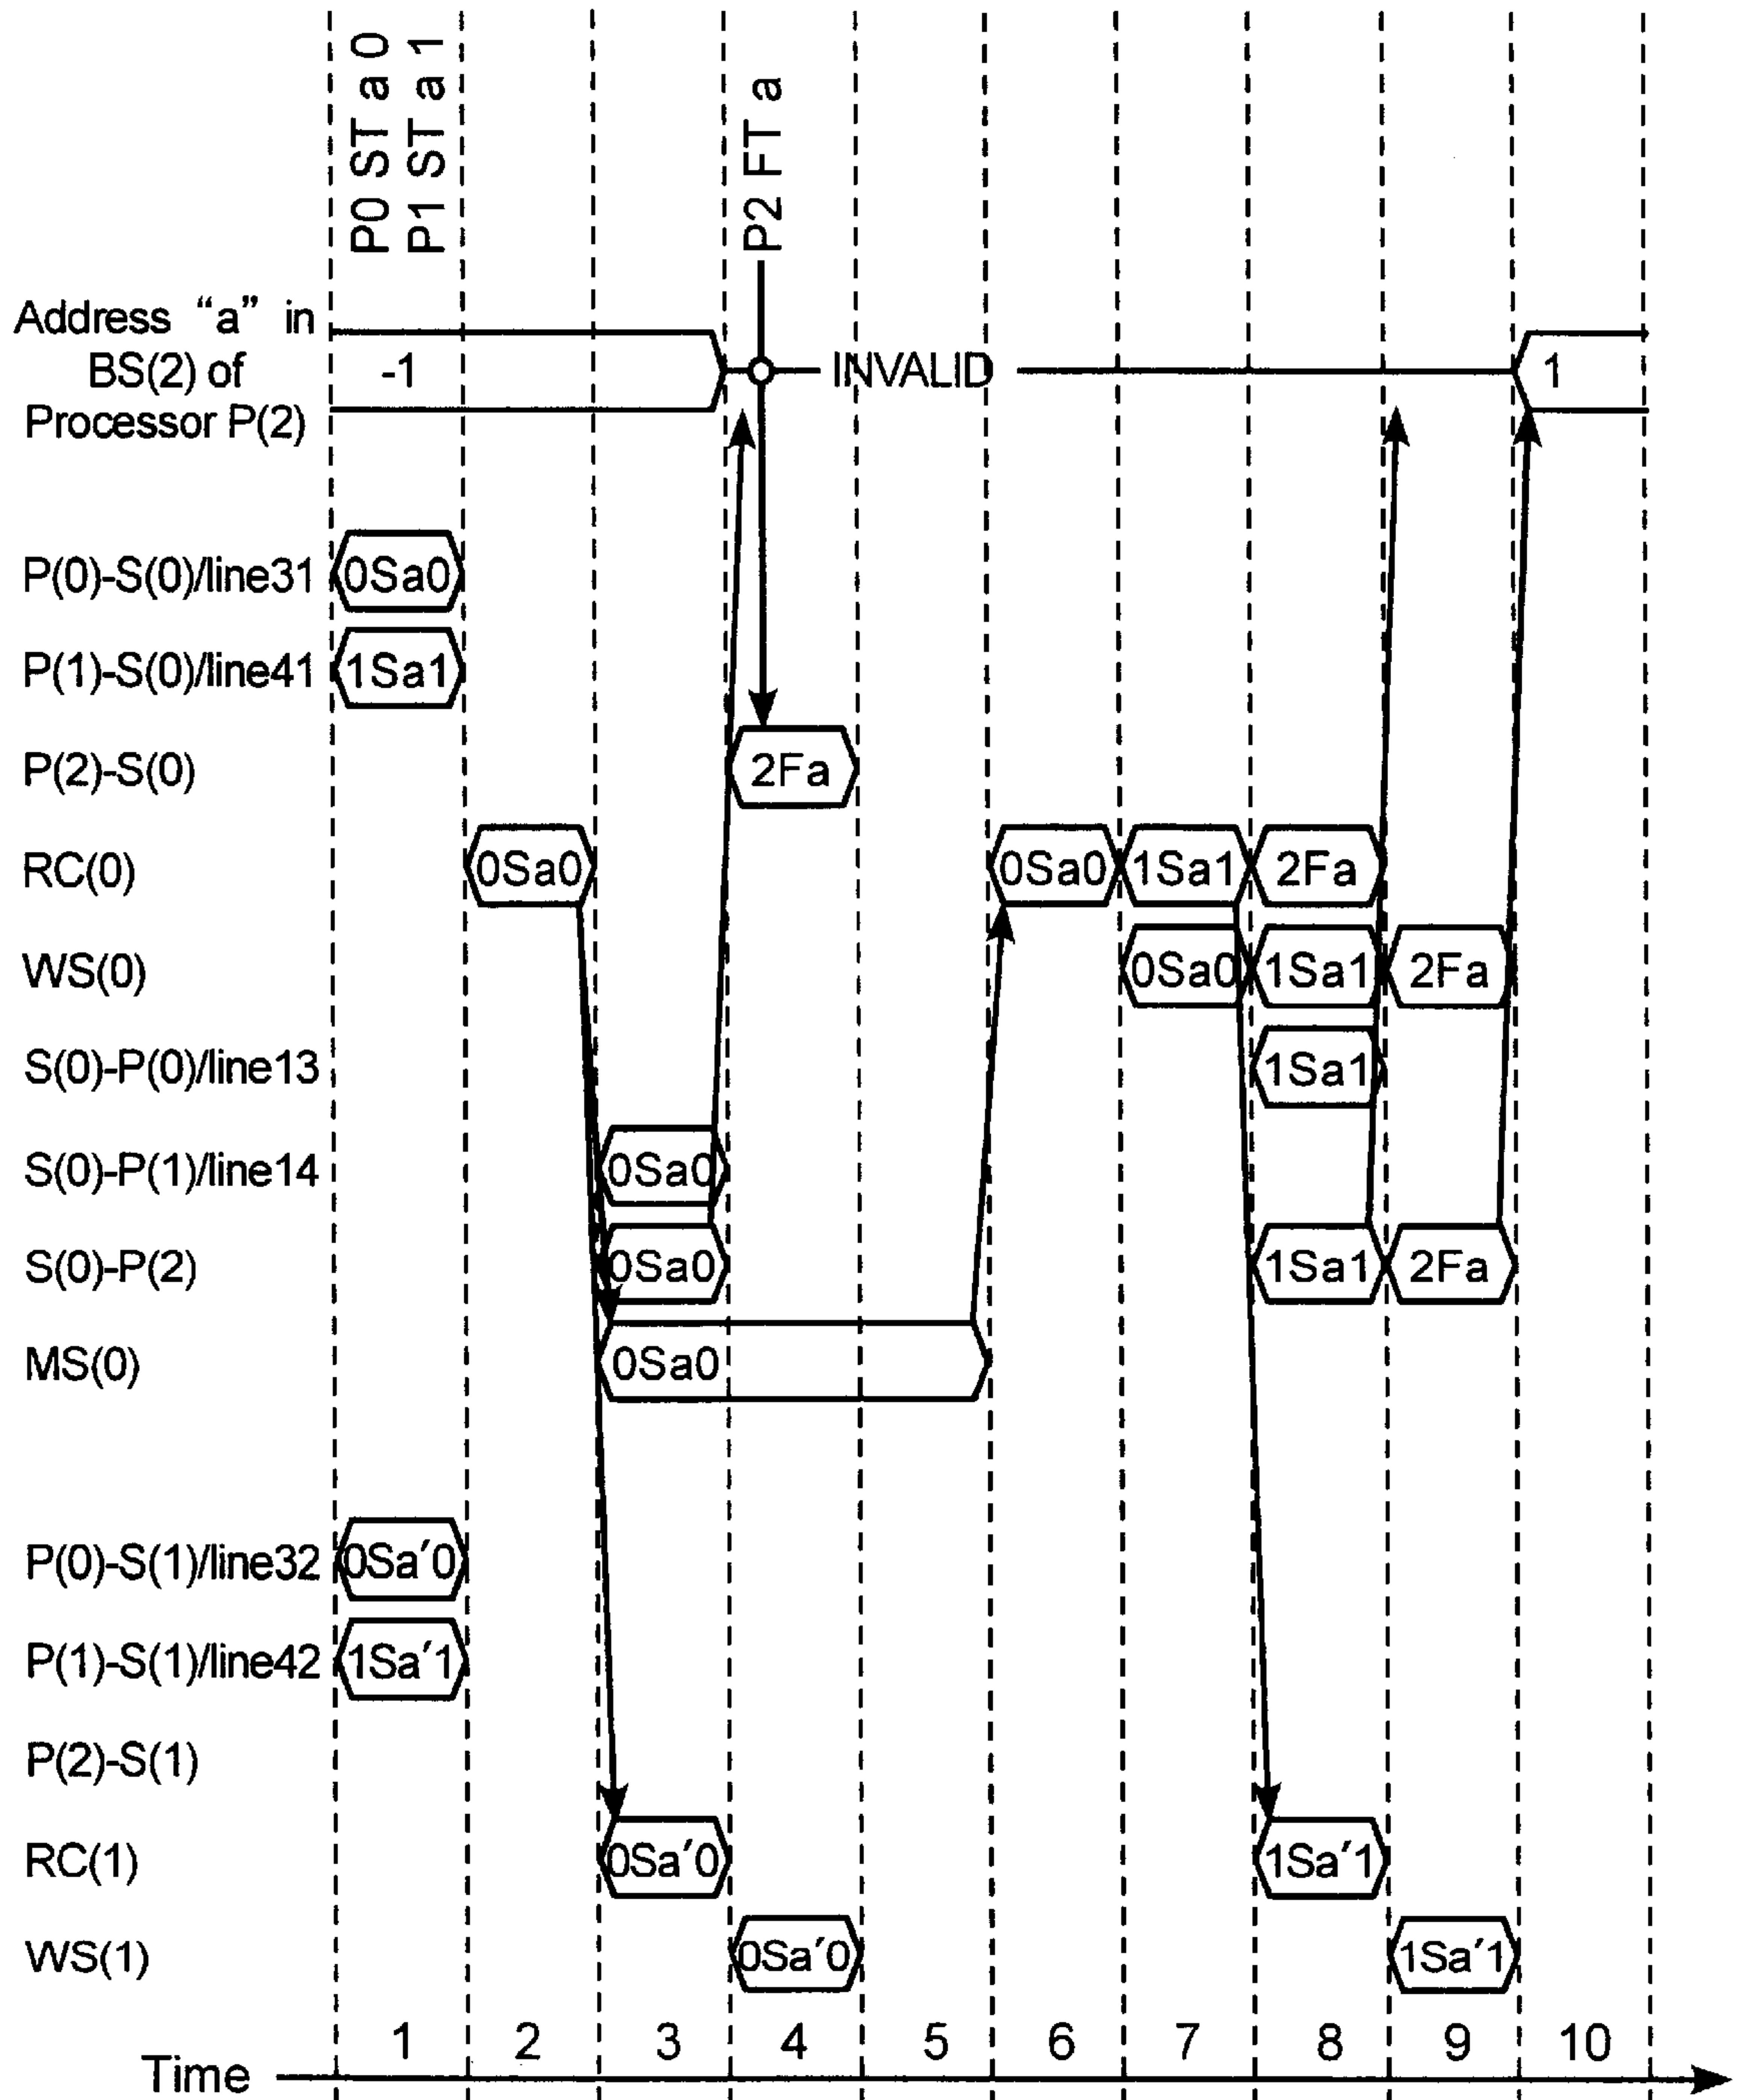 P0 ST a 0
P1 ST a 1
P2 FT a
Address “a” in
BS(2) of
Processor P(2)
-1
INVALID
1
P(0)-S(0)/line31
0Sa0
P(1)-S(0)/line41
1Sa1
P(2)-S(0)
2Fa
RC(0)
0Sa0
0Sa0
1Sa1
2Fa
WS(0)
0Sa0
1Sa1
2Fa
S(0)-P(0)/line13
1Sa1
S(0)-P(1)/line14
0Sa0
S(0)-P(2)
0Sa0
1Sa1
2Fa
MS(0)
0Sa0
P(0)-S(1)/line32
0Sa′0
P(1)-S(1)/line42
1Sa′1
P(2)-S(1)
RC(1)
0Sa′0
1Sa′1
WS(1)
0Sa′0
1Sa′1
Time
1 2 3 4 5 6 7 8 9 10